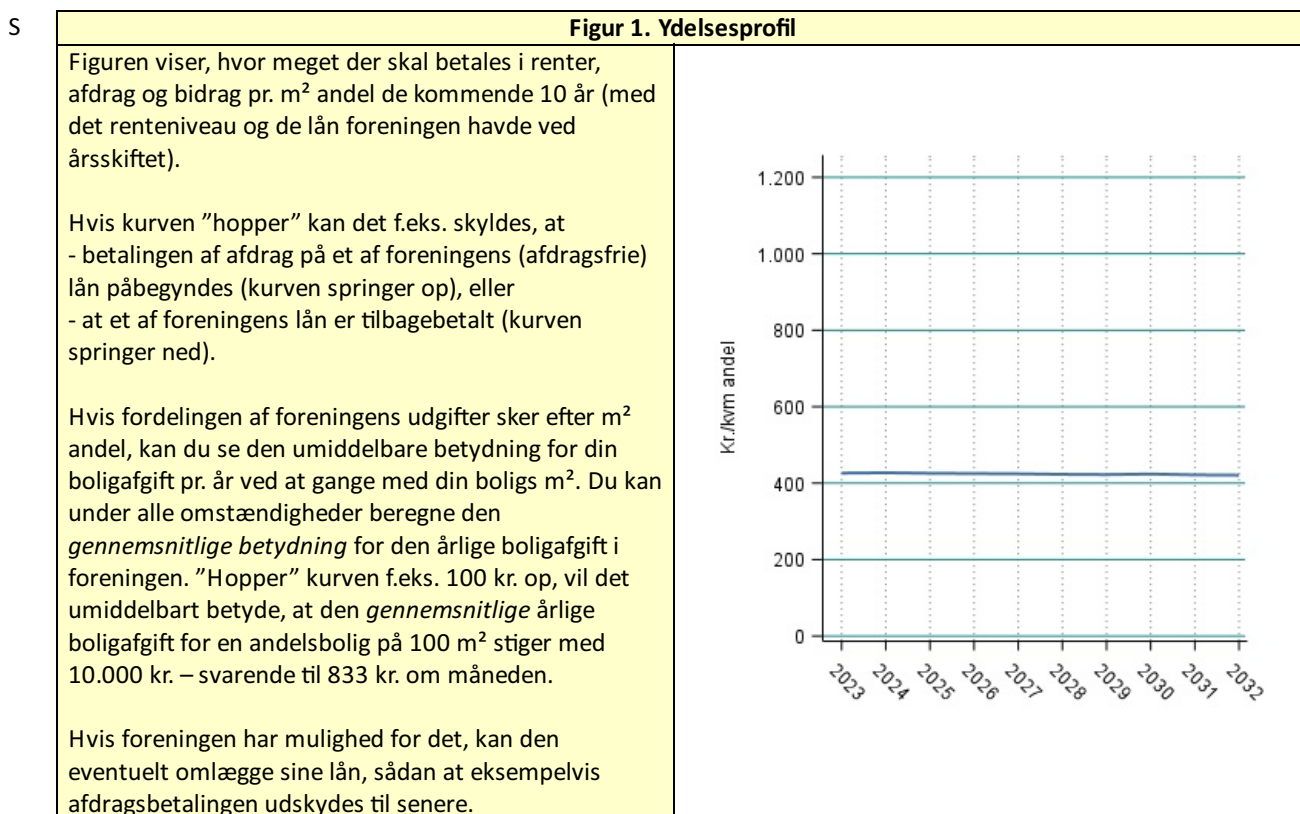 S
Figur 1. Ydelsesprofil
Figuren viser, hvor meget der skal betales i renter,
afdrag og bidrag pr. m² andel de kommende 10 år (med
det renteniveau og de lån foreningen havde ved
årsskiftet).
Hvis kurven ”hopper” kan det f.eks. skyldes, at
- betalingen af afdrag på et af foreningens (afdragsfrie)
lån påbegyndes (kurven springer op), eller
- at et af foreningens lån er tilbagebetalt (kurven
springer ned).
Hvis fordelingen af foreningens udgifter sker efter m²
andel, kan du se den umiddelbare betydning for din
boligafgift pr. år ved at gange med din boligs m². Du kan
under alle omstændigheder beregne den
gennemsnitlige betydning for den årlige boligafgift i
foreningen. ”Hopper” kurven f.eks. 100 kr. op, vil det
umiddelbart betyde, at den gennemsnitlige årlige
boligafgift for en andelsbolig på 100 m² stiger med
10.000 kr. – svarende til 833 kr. om måneden.
Hvis foreningen har mulighed for det, kan den
eventuelt omlægge sine lån, sådan at eksempelvis
afdragsbetalingen udskydes til senere.
Kr./kvm andel
1.200
1.000
800
600
400
200
0
2023
2024
2025
2026
2027
2028
2029
2030
2031
2032